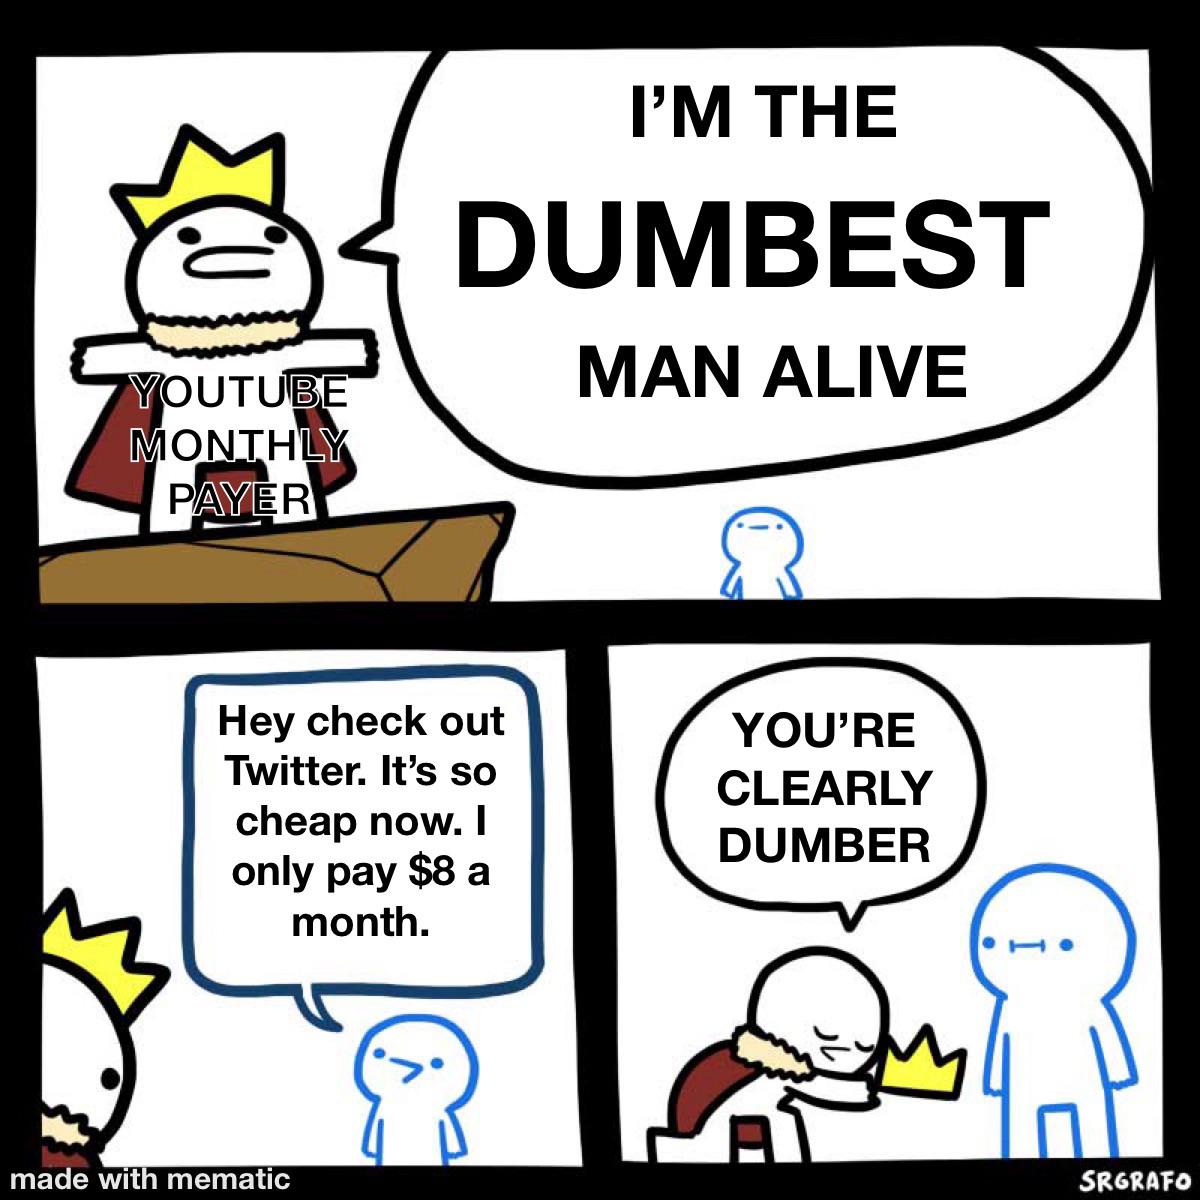 I'M THE
DUMBEST
MAN ALIVE
YOUTUBE
MONTHLY
PAYER
Hey check out
Twitter. It's so
cheap now. I
only pay $8 a
month.
YOU'RE
CLEARLY
DUMBER
made with mematic
SRGRAFO